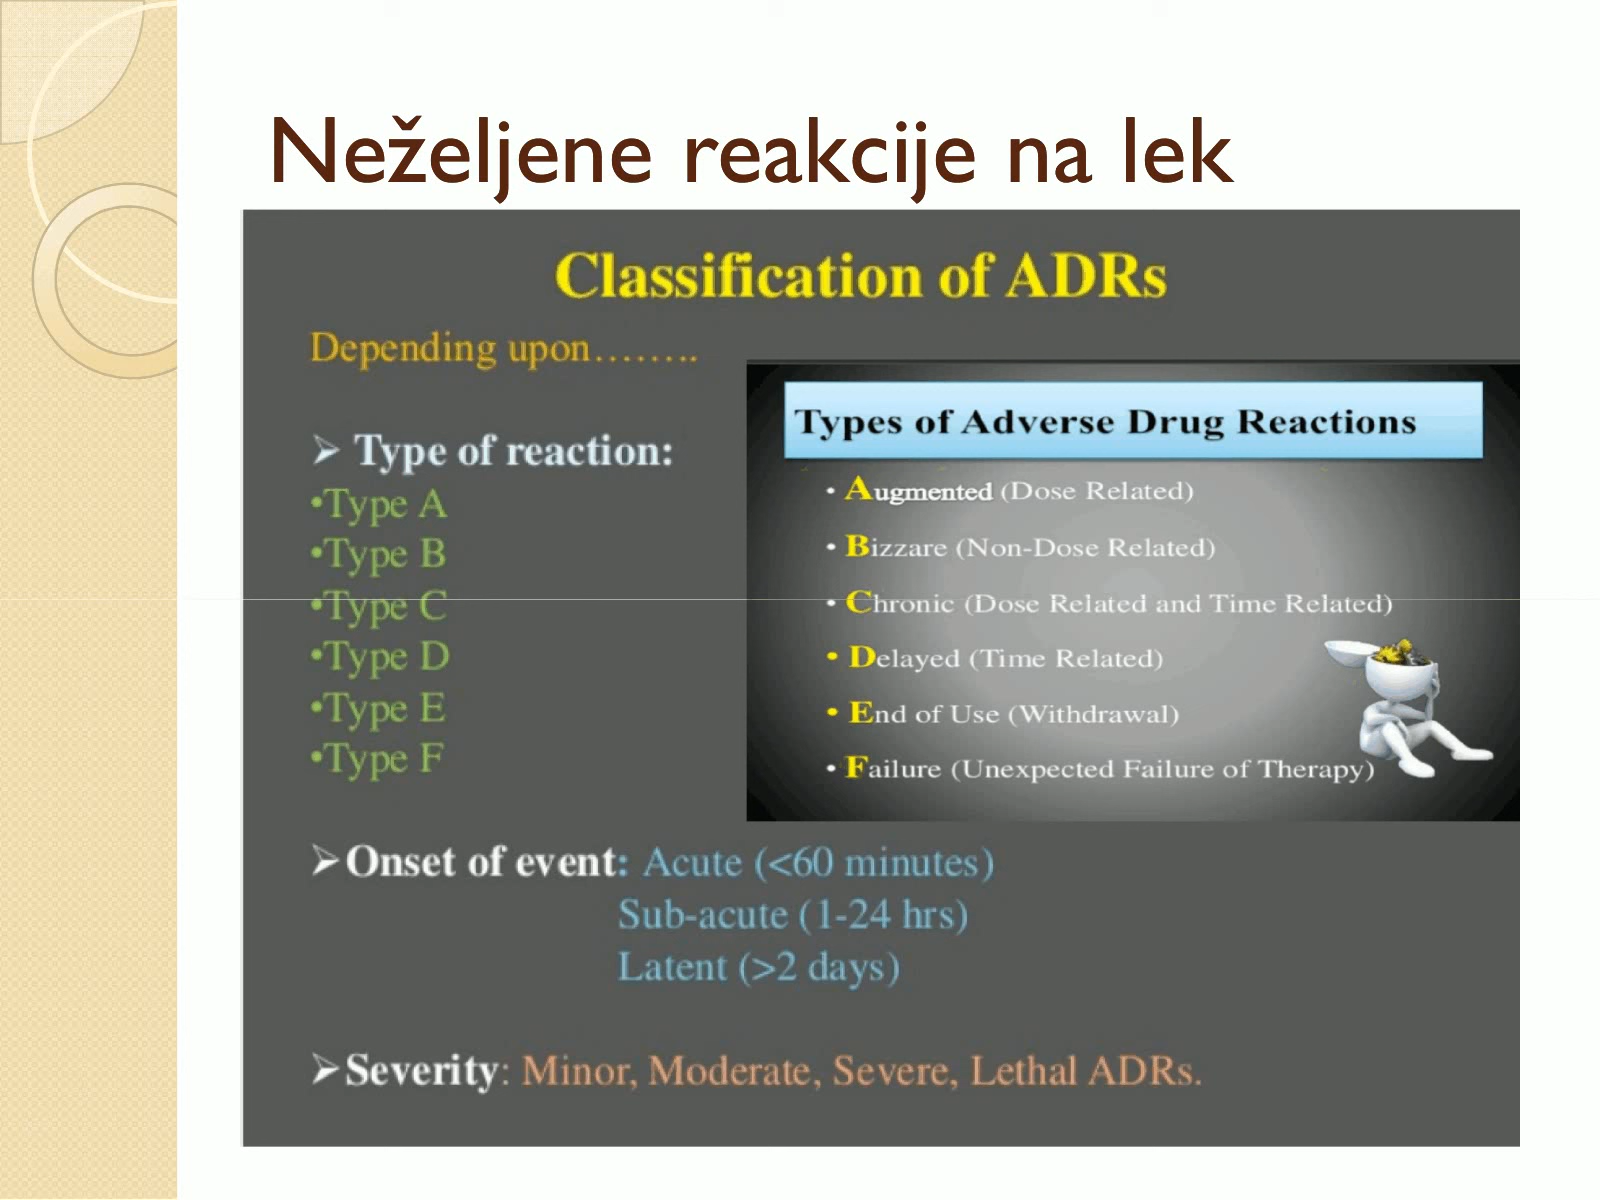 Neželjene reakcije na lek
Classification of ADRs
Depending upon……..
➢ Type of reaction:
•Type A
•Type B
•Type C
•Type D
•Type E
•Type F
Types of Adverse Drug Reactions
• Augmented (Dose Related)
• Bizzare (Non-Dose Related)
• Chronic (Dose Related and Time Related)
• Delayed (Time Related)
• End of Use (Withdrawal)
• Failure (Unexpected Failure of Therapy)
➢Onset of event: Acute (<60 minutes)
Sub-acute (1-24 hrs)
Latent (>2 days)
➢Severity: Minor, Moderate, Severe, Lethal ADRs.